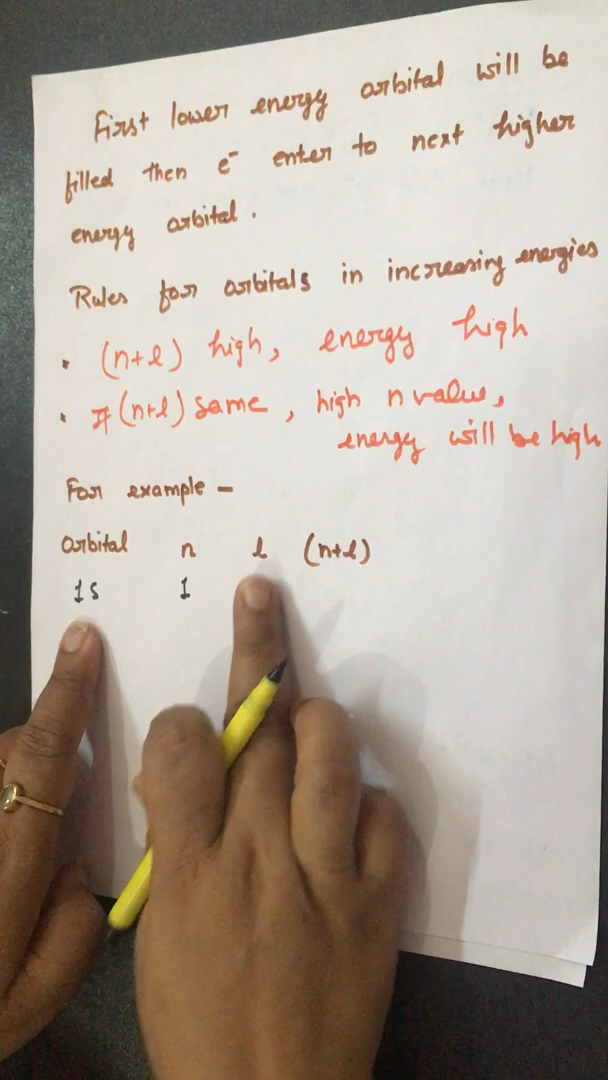 First lower energy orbital will be
filled then e⁻ enter to next higher
energy orbital.
Rules for orbitals in increasing energies
• (n+l) high, energy high
• If (n+l) same, high n value,
energy will be high
For example -
orbital n l (n+l)
1s 1